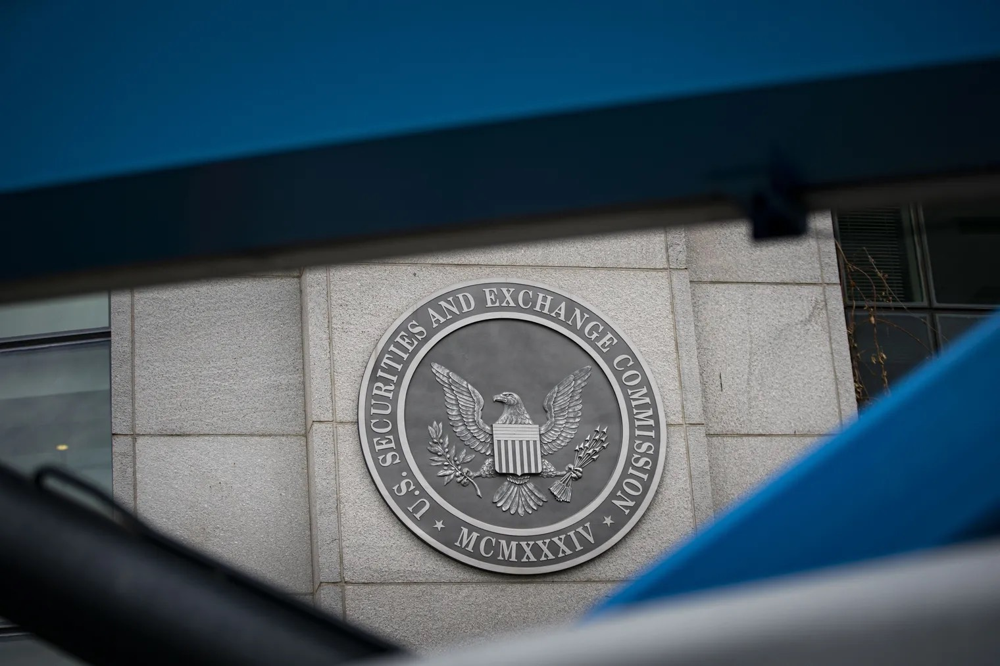 U.S. SECURITIES AND EXCHANGE COMMISSION
MCMXXXIV